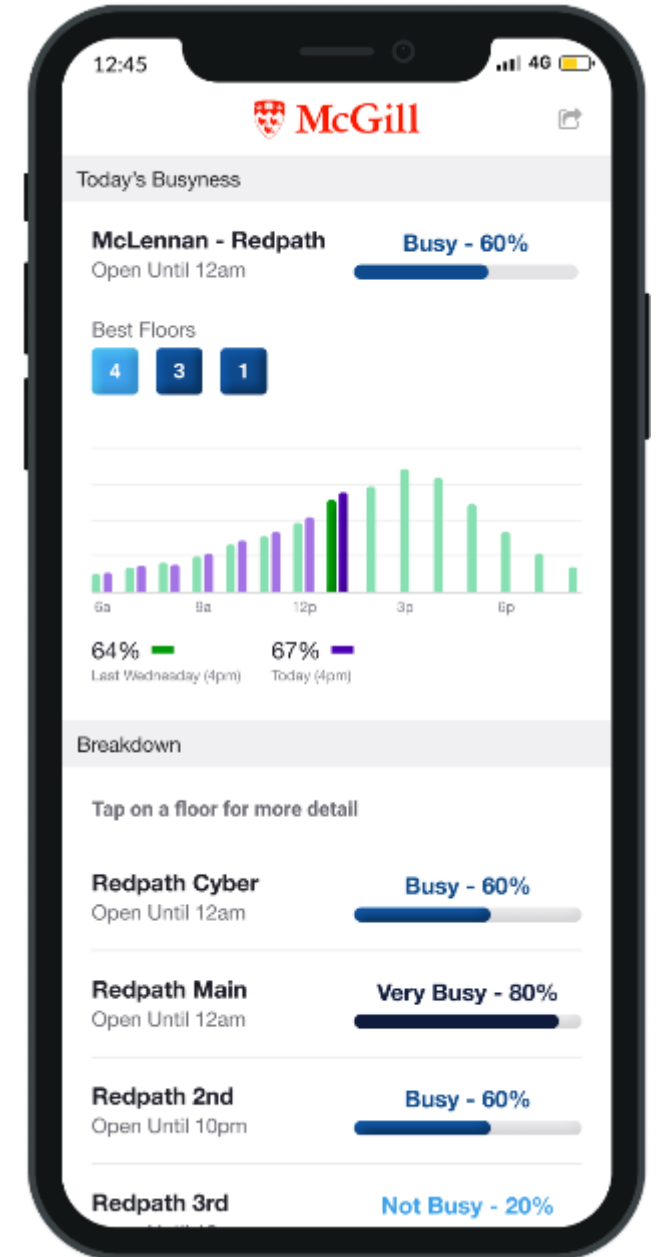 12:45 4G
McGill
Today's Busyness
McLennan - Redpath Busy - 60%
Open Until 12am
Best Floors
4 3 1
6a 9a 12p 3p 6p
64% 67%
Last Wednesday (4pm) Today (4pm)
Breakdown
Tap on a floor for more detail
Redpath Cyber Busy - 60%
Open Until 12am
Redpath Main Very Busy - 80%
Open Until 12am
Redpath 2nd Busy - 60%
Open Until 10pm
Redpath 3rd Not Busy - 20%